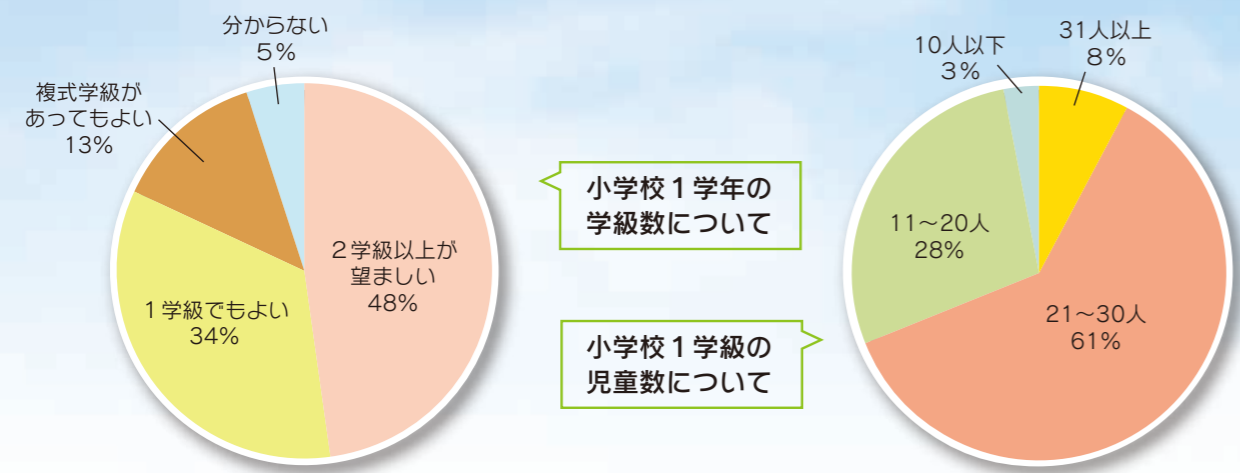 分からない
5%
複式学級が
あってもよい
13%
2学級以上が
望ましい
48%
1学級でもよい
34%
小学校1学年の
学級数について
小学校1学級の
児童数について
10人以下
3%
31人以上
8%
11～20人
28%
21～30人
61%